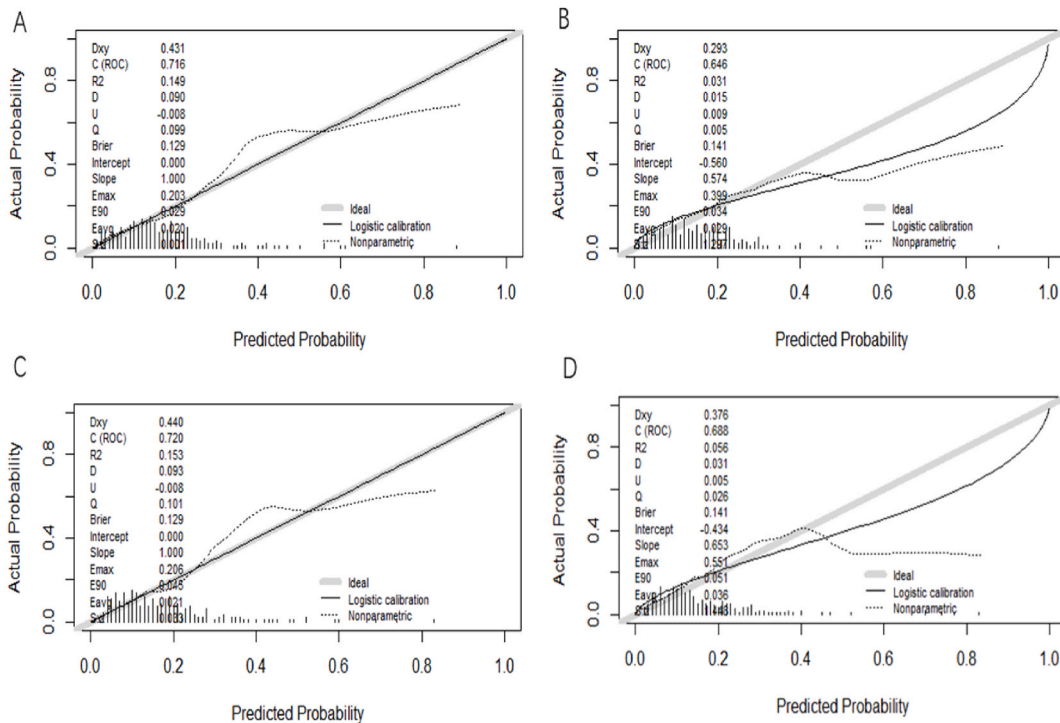 A
Dxy 0.431
C (ROC) 0.716
R2 0.149
D 0.090
U -0.008
Q 0.099
Brier 0.129
Intercept 0.000
Slope 1.000
Emax 0.203
E90 0.029
Eavg 0.020
0.001
Ideal
Logistic calibration
Nonparametric
Actual Probability
0.0 0.4 0.8
0.0 0.2 0.4 0.6 0.8 1.0
Predicted Probability
B
Dxy 0.293
C (ROC) 0.646
R2 0.031
D 0.015
U 0.009
Q 0.005
Brier 0.141
Intercept -0.560
Slope 0.574
Emax 0.399
E90 0.034
Eavg 0.029
Ideal
Logistic calibration
Nonparametric
Actual Probability
0.0 0.4 0.8
0.0 0.2 0.4 0.6 0.8 1.0
Predicted Probability
C
Dxy 0.440
C (ROC) 0.720
R2 0.153
D 0.093
U -0.008
Q 0.101
Brier 0.129
Intercept 0.000
Slope 1.000
Emax 0.206
E90 0.045
Eavg 0.021
Ideal
Logistic calibration
Nonparametric
Actual Probability
0.0 0.4 0.8
0.0 0.2 0.4 0.6 0.8 1.0
Predicted Probability
D
Dxy 0.376
C (ROC) 0.688
R2 0.056
D 0.031
U 0.005
Q 0.026
Brier 0.141
Intercept -0.434
Slope 0.653
Emax 0.551
E90 0.051
Eavg 0.036
Ideal
Logistic calibration
Nonparametric
Actual Probability
0.0 0.4 0.8
0.0 0.2 0.4 0.6 0.8 1.0
Predicted Probability